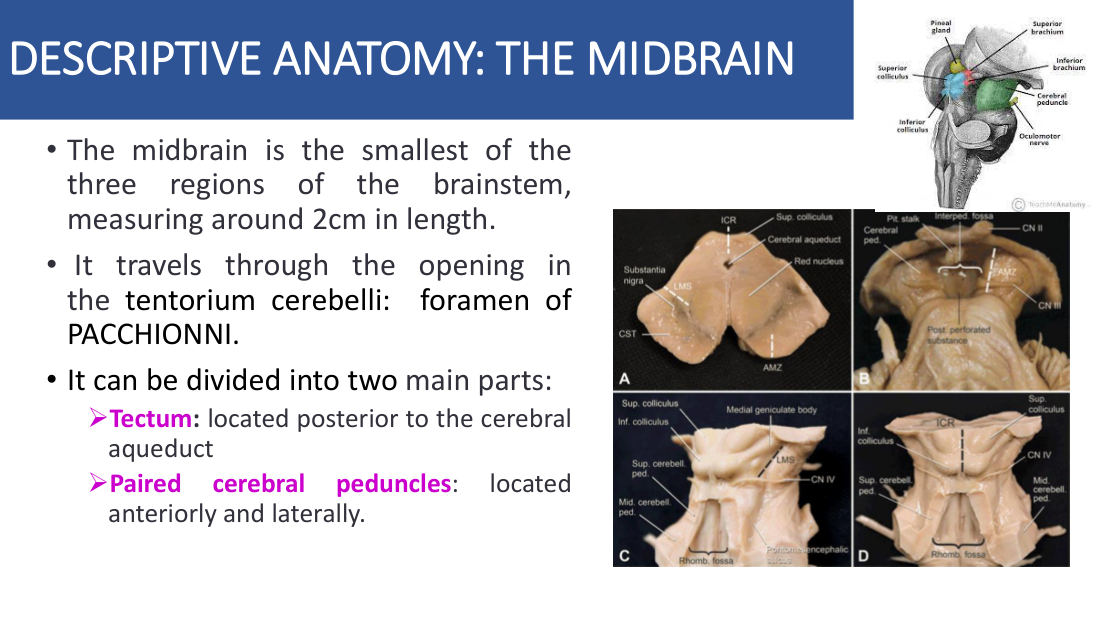 DESCRIPTIVE ANATOMY: THE MIDBRAIN
• The midbrain is the smallest of the
three regions of the brainstem,
measuring around 2cm in length.
• It travels through the opening in
the tentorium cerebelli: foramen of
PACCHIONNI.
• It can be divided into two main parts:
➢Tectum: located posterior to the cerebral
aqueduct
➢Paired cerebral peduncles: located
anteriorly and laterally.
Pineal
gland
Superior
brachium
Superior
colliculus
Inferior
brachium
Cerebral
peduncle
Inferior
colliculus
Oculomotor
nerve
© TeachMeAnatomy
ICR
Sup. colliculus
Cerebral aqueduct
Red nucleus
Substantia
nigra
LMS
CST
AMZ
A
Pit. stalk
Interped. fossa
CN II
Cerebral
ped.
AMZ
CN III
Post. perforated
substance
B
Sup. colliculus
Medial geniculate body
Inf. colliculus
LMS
Sup. cerebell.
ped.
CN IV
Mid. cerebell.
ped.
Pontomesencephalic
sulcus
Rhomb. fossa
C
Sup.
colliculus
ICR
Inf.
colliculus
CN IV
Sup. cerebell.
ped.
Mid.
cerebell.
ped.
Rhomb. fossa
D